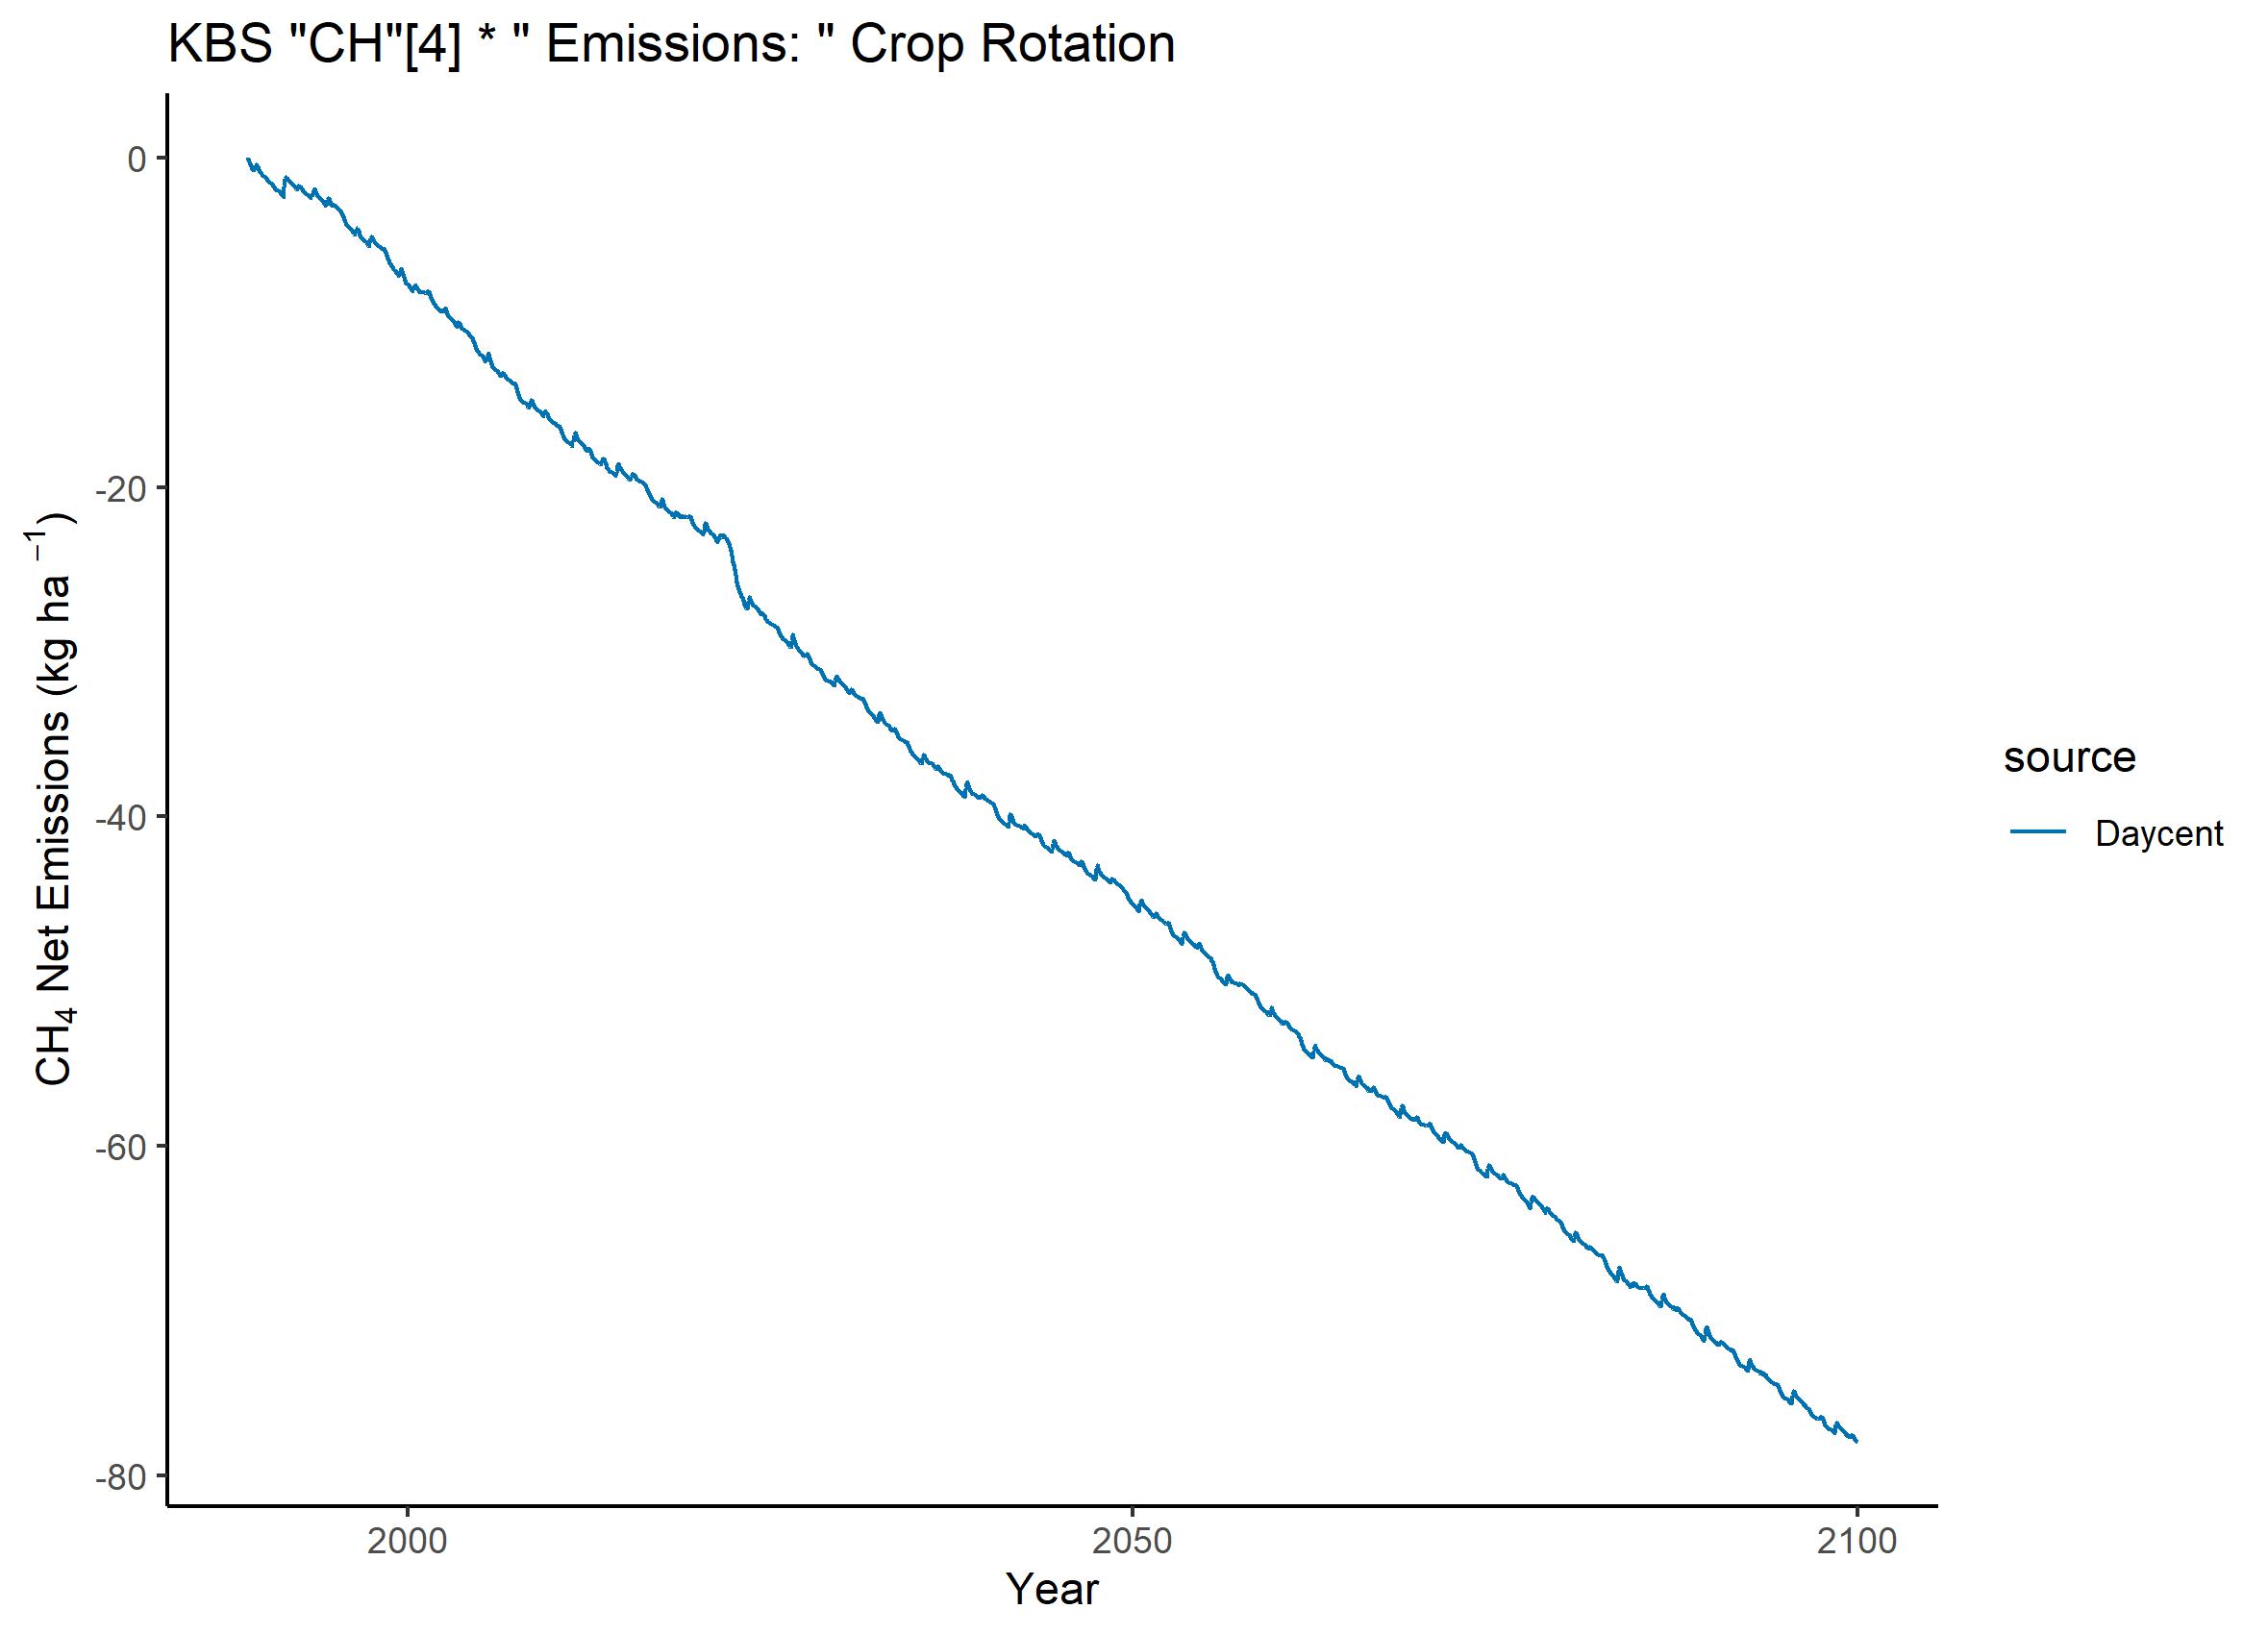 KBS "CH"[4] * " Emissions: " Crop Rotation
CH₄ Net Emissions (kg ha ⁻¹)
0
-20
-40
-60
-80
2000 2050 2100
Year
source
Daycent